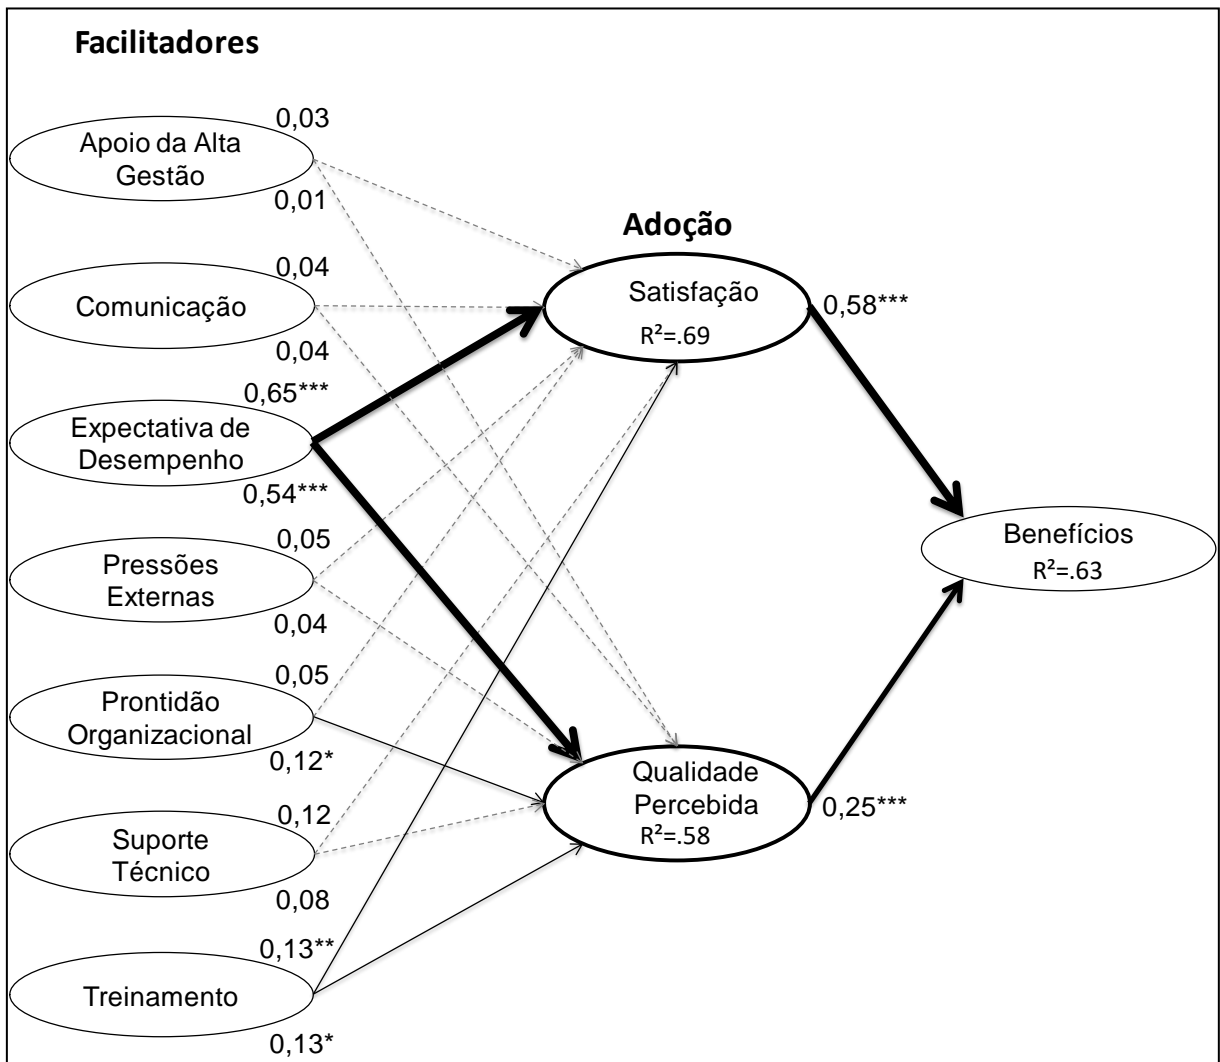 Facilitadores
0,03
Apoio da Alta
Gestão
0,01
Adoção
0,04
Comunicação
0,04
Satisfação
R²=.69
0,58***
0,65***
Expectativa de
Desempenho
0,54***
0,05
Pressões
Externas
0,04
Benefícios
R²=.63
0,05
Prontidão
Organizacional
0,12*
Qualidade
Percebida
R²=.58
0,25***
0,12
Suporte
Técnico
0,08
0,13**
Treinamento
0,13*